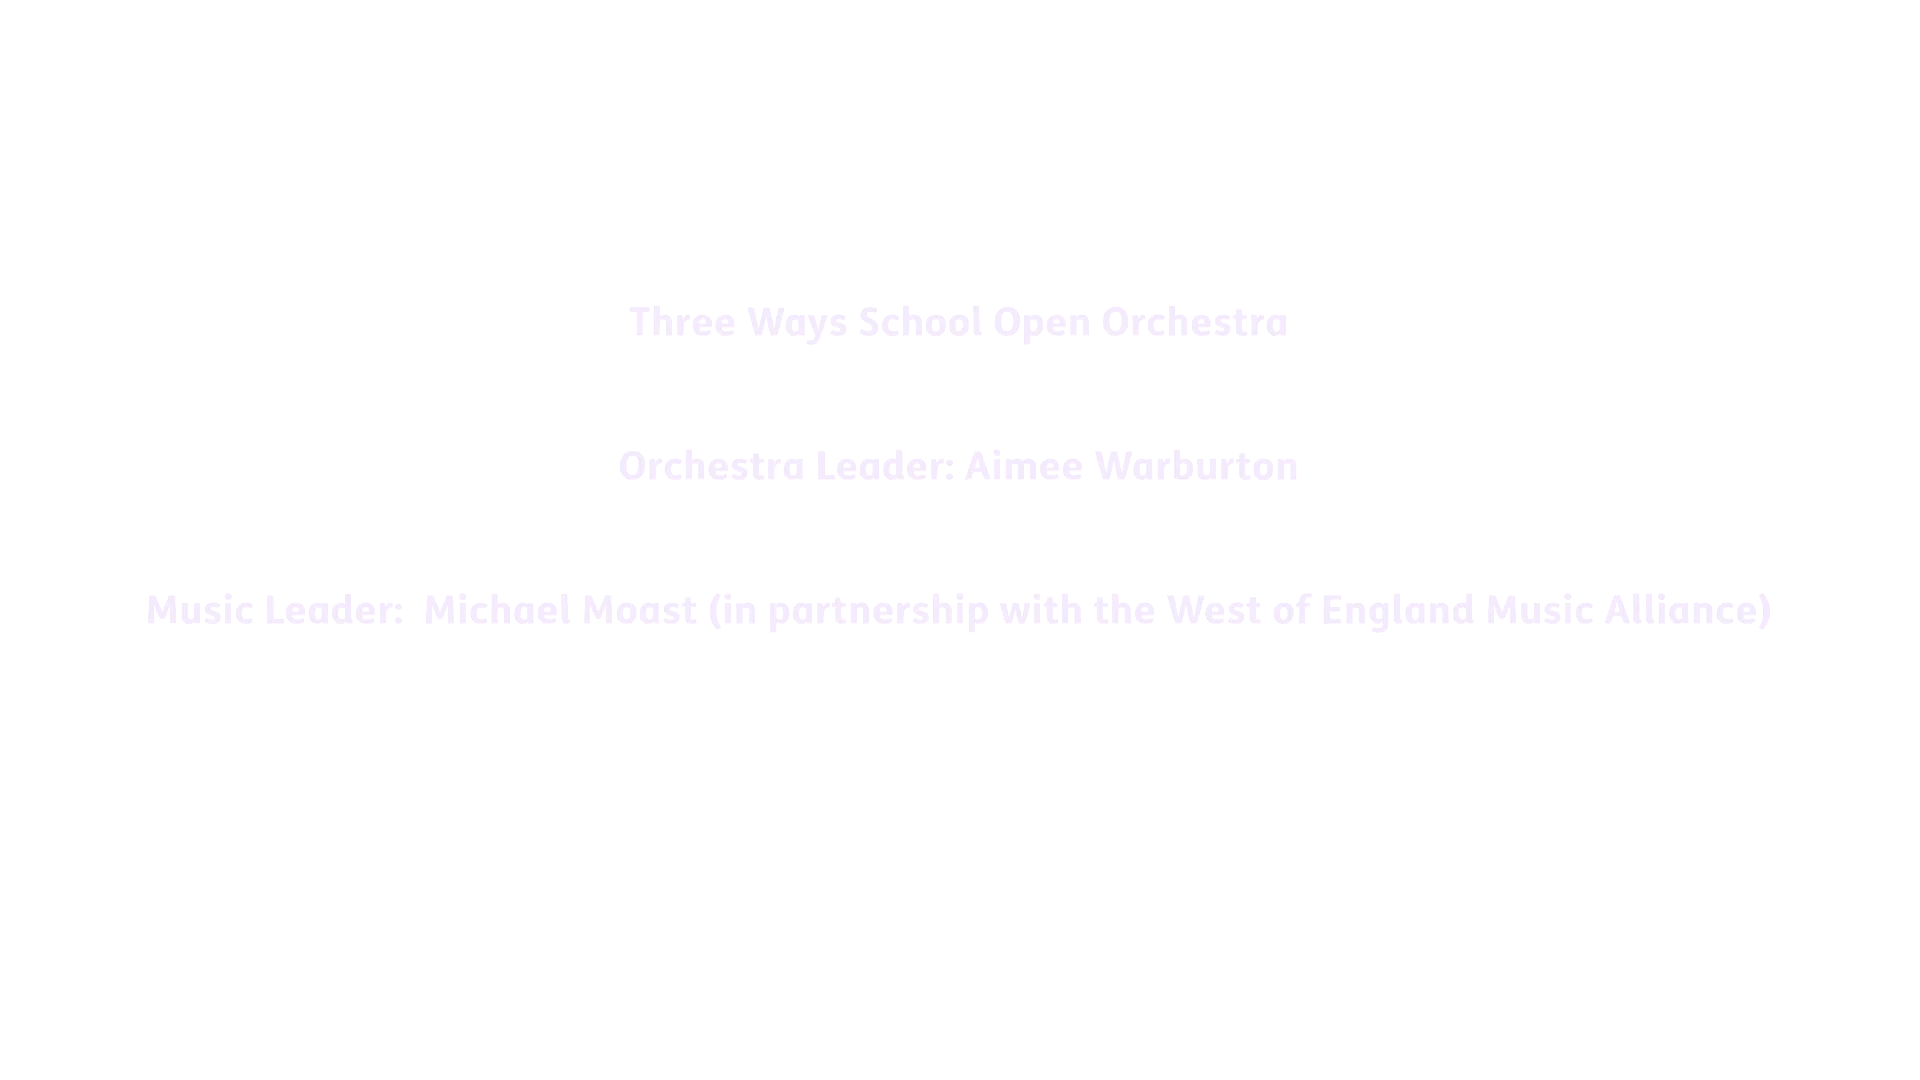 Three Ways School Open Orchestra
Orchestra Leader: Aimee Warburton
Music Leader:  Michael Moast (in partnership with the West of England Music Alliance)